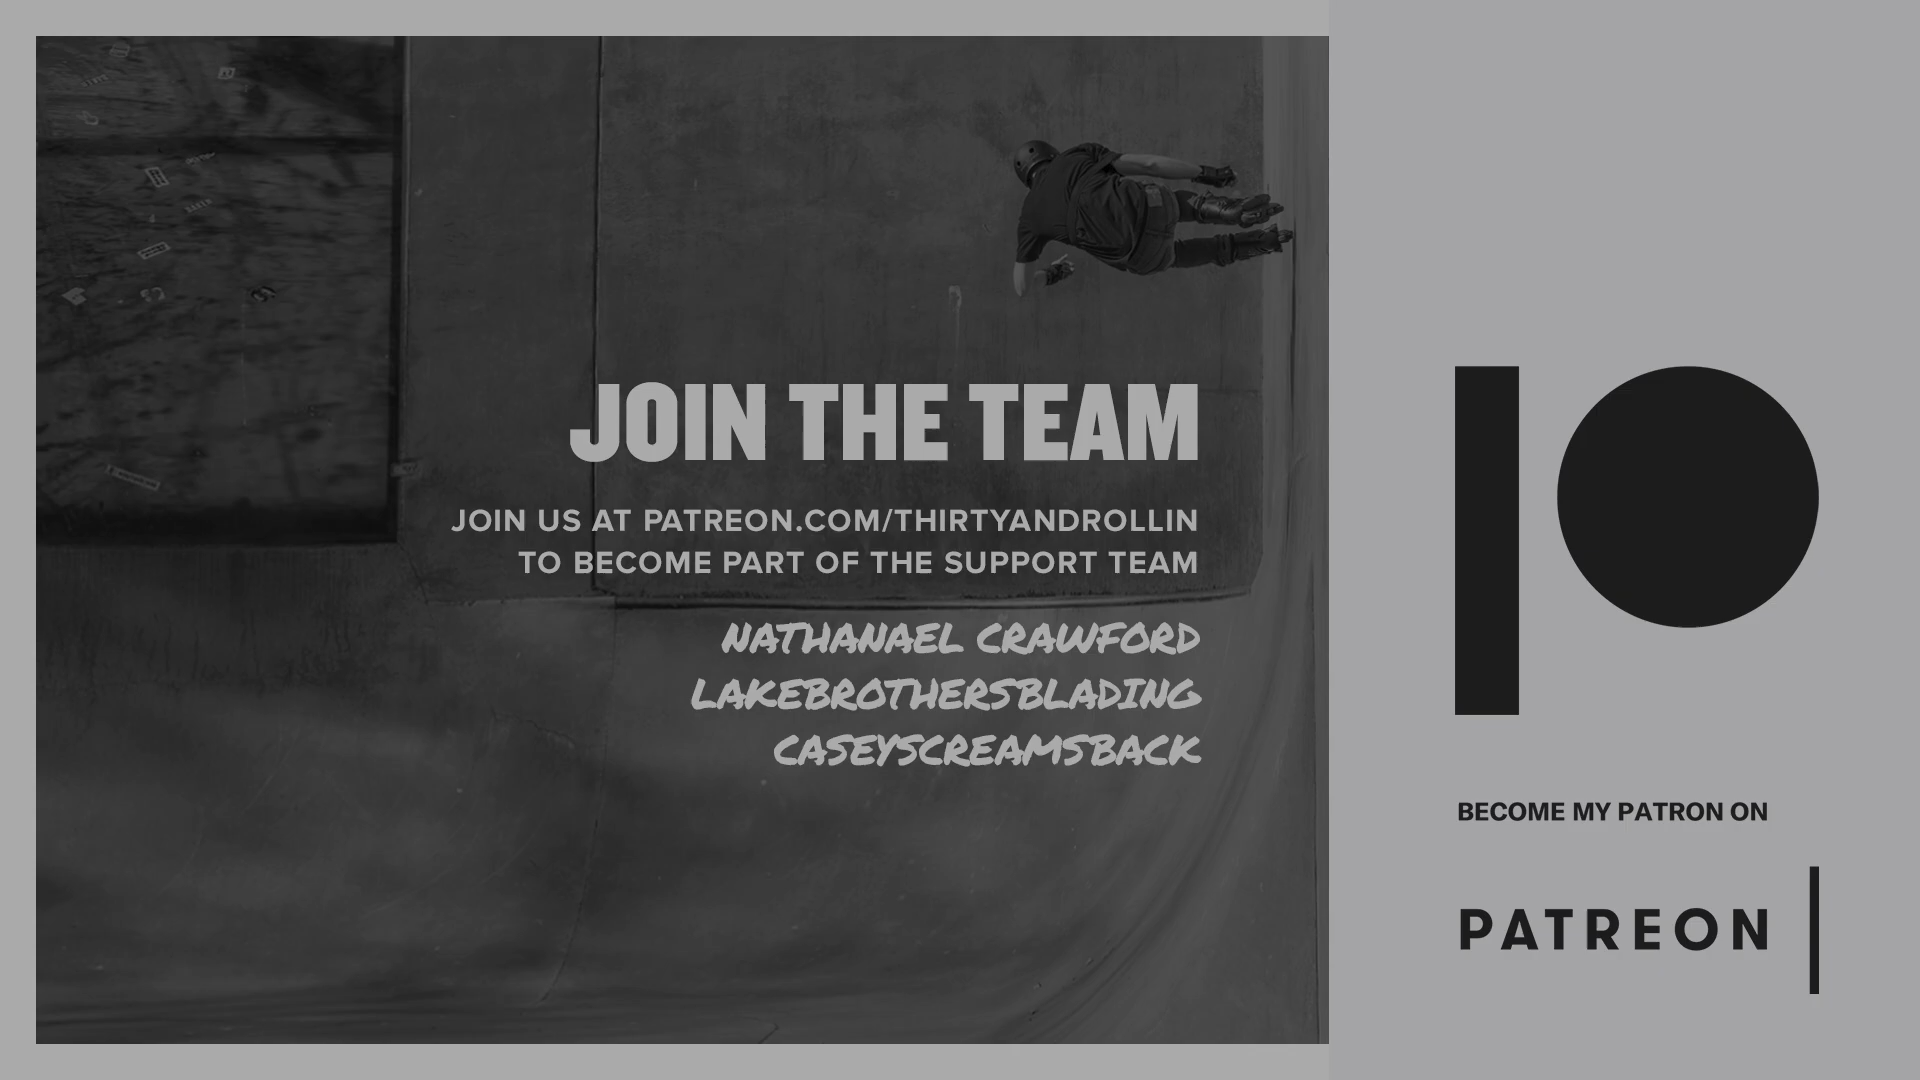 JOIN THE TEAM
JOIN US AT PATREON.COM/THIRTYANDROLLIN
TO BECOME PART OF THE SUPPORT TEAM
NATHANAEL CRAWFORD
LAKEBROTHERSBLADING
CASEYSCREAMSBACK
BECOME MY PATRON ON
PATREON